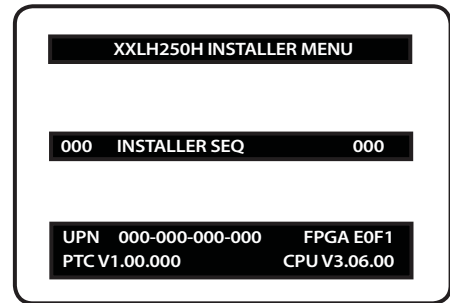 XXLH250H INSTALLER MENU
000 INSTALLER SEQ 000
UPN 000-000-000-000 FPGA E0F1
PTC V1.00.000 CPU V3.06.00